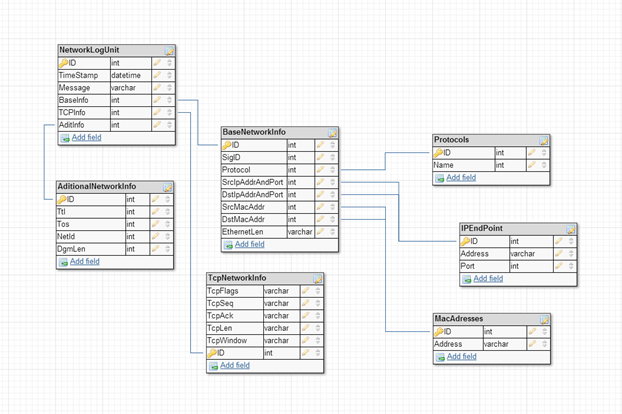 NetworkLogUnit
ID int
TimeStamp datetime
Message varchar
BaseInfo int
TCPInfo int
AditInfo int
Add field
AditionalNetworkInfo
ID int
Ttl int
Tos int
NetId int
DgmLen int
Add field
BaseNetworkInfo
ID int
SigID int
Protocol int
SrcIpAddrAndPort int
DstIpAddrAndPort int
SrcMacAddr int
DstMacAddr int
EthernetLen varchar
Add field
TcpNetworkInfo
TcpFlags varchar
TcpSeq varchar
TcpAck varchar
TcpLen varchar
TcpWindow varchar
ID int
Add field
Protocols
ID int
Name int
Add field
IPEndPoint
ID int
Address varchar
Port int
Add field
MacAdresses
ID int
Address varchar
Add field